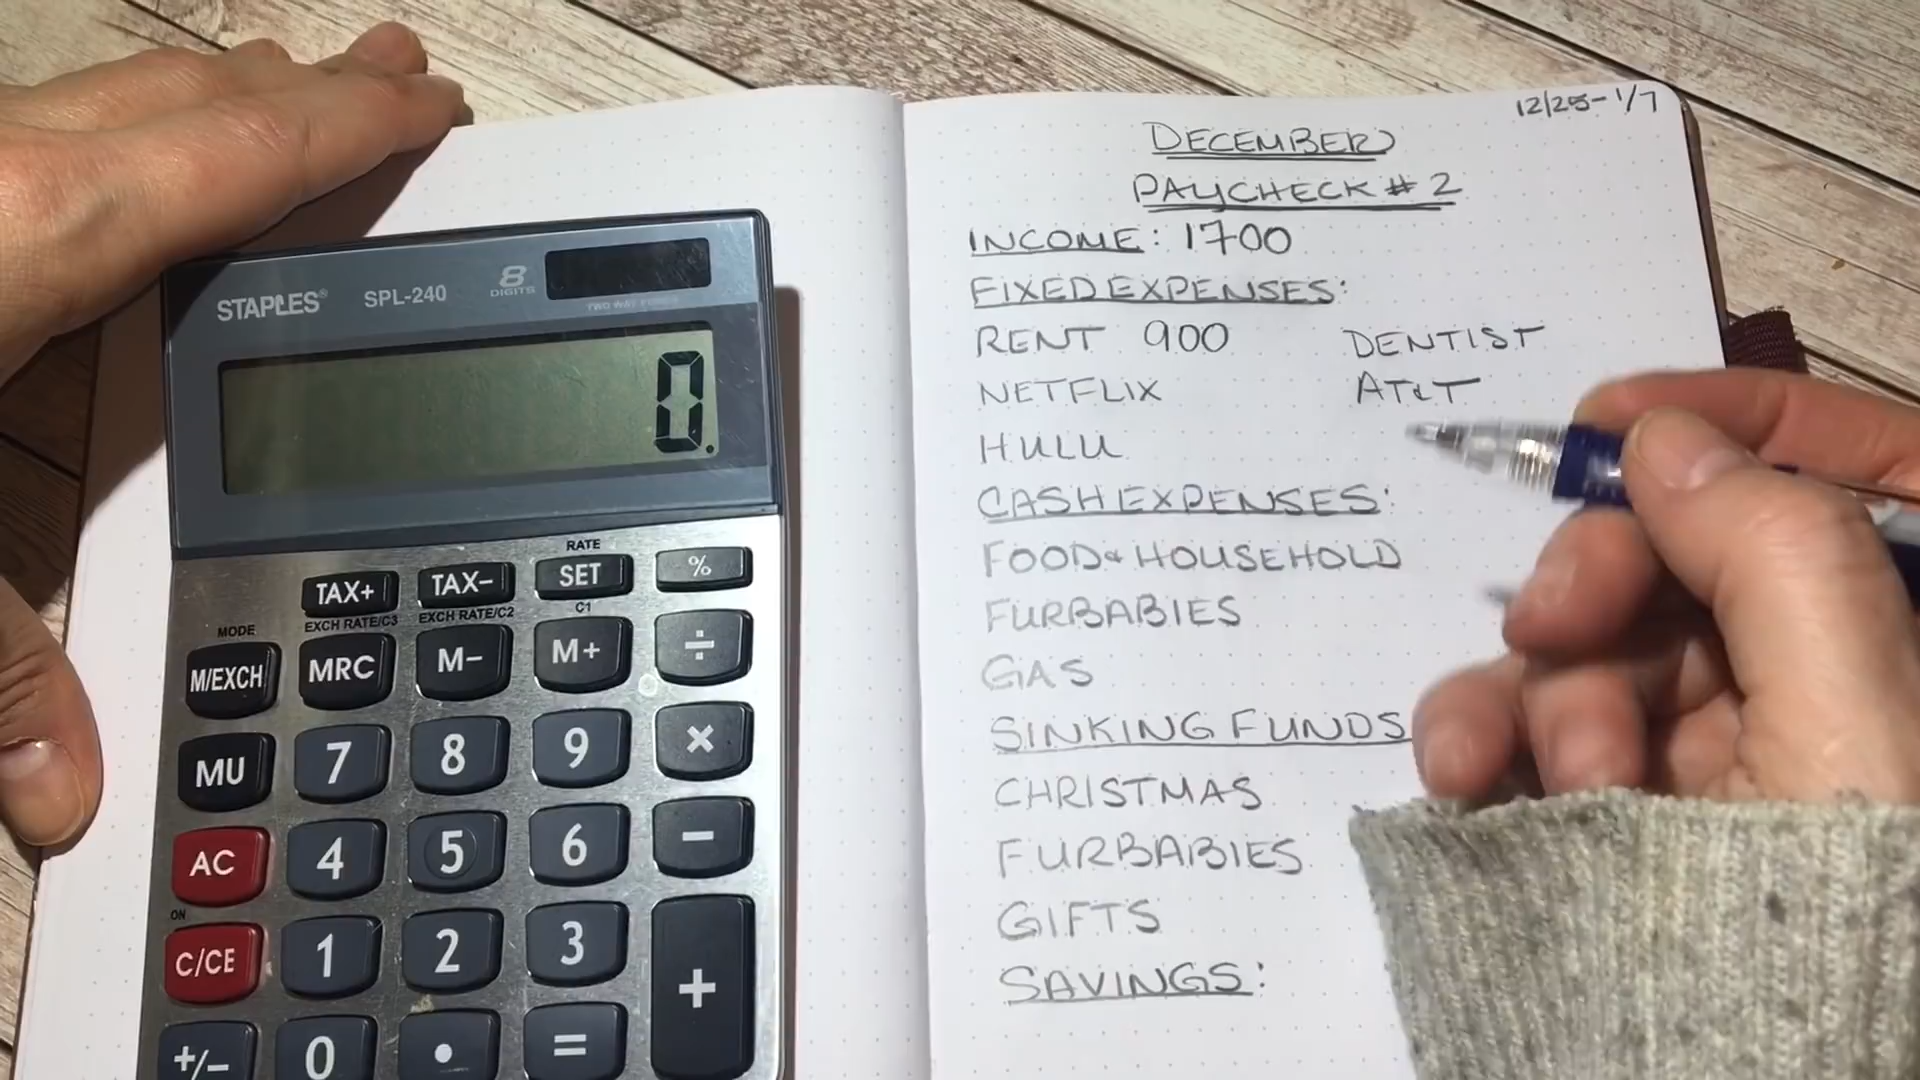 STAPLES® SPL-240 8 DIGITS
TWO WAY POWER
0.
RATE
TAX+ TAX− SET %
EXCH RATE/C3 EXCH RATE/C2 C1
MODE
M/EXCH MRC M− M+ ÷
MU 7 8 9 ×
AC 4 5 6 −
ON
C/CE 1 2 3 +
+/− 0 • =
12/25-1/7
DECEMBER
PAYCHECK # 2
INCOME: 1700
FIXED EXPENSES:
RENT 900 DENTIST
NETFLIX AT&T
HULU
CASH EXPENSES:
FOOD & HOUSEHOLD
FURBABIES
GAS
SINKING FUNDS
CHRISTMAS
FURBABIES
GIFTS
SAVINGS: